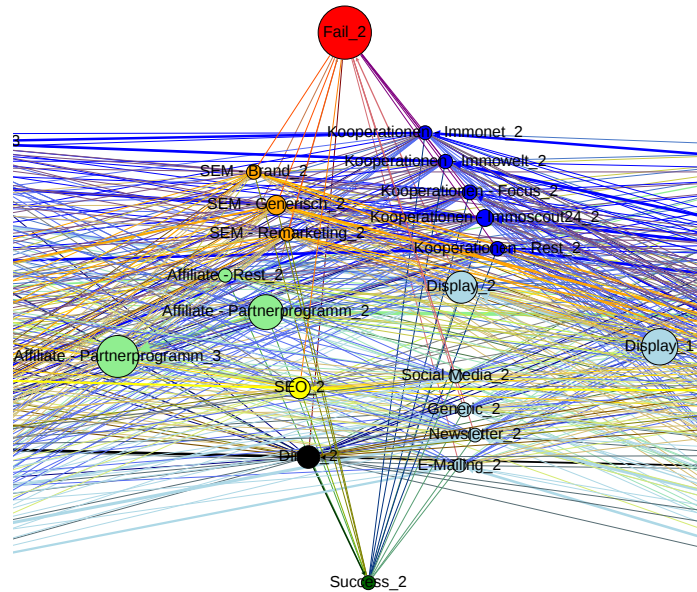 Fail_2
Kooperationen - Immonet_2
3
Kooperationen - Immowelt_2
SEM - Brand_2
Kooperationen - Focus_2
SEM - Generisch_2
Kooperationen - Immoscout24_2
SEM - Remarketing_2
Kooperationen - Rest_2
Affiliate - Rest_2
Display_2
Affiliate - Partnerprogramm_2
Display_1
Affiliate - Partnerprogramm_3
Social Media_2
SEO_2
Generic_2
Newsletter_2
Direct_2
E-Mailing_2
Success_2